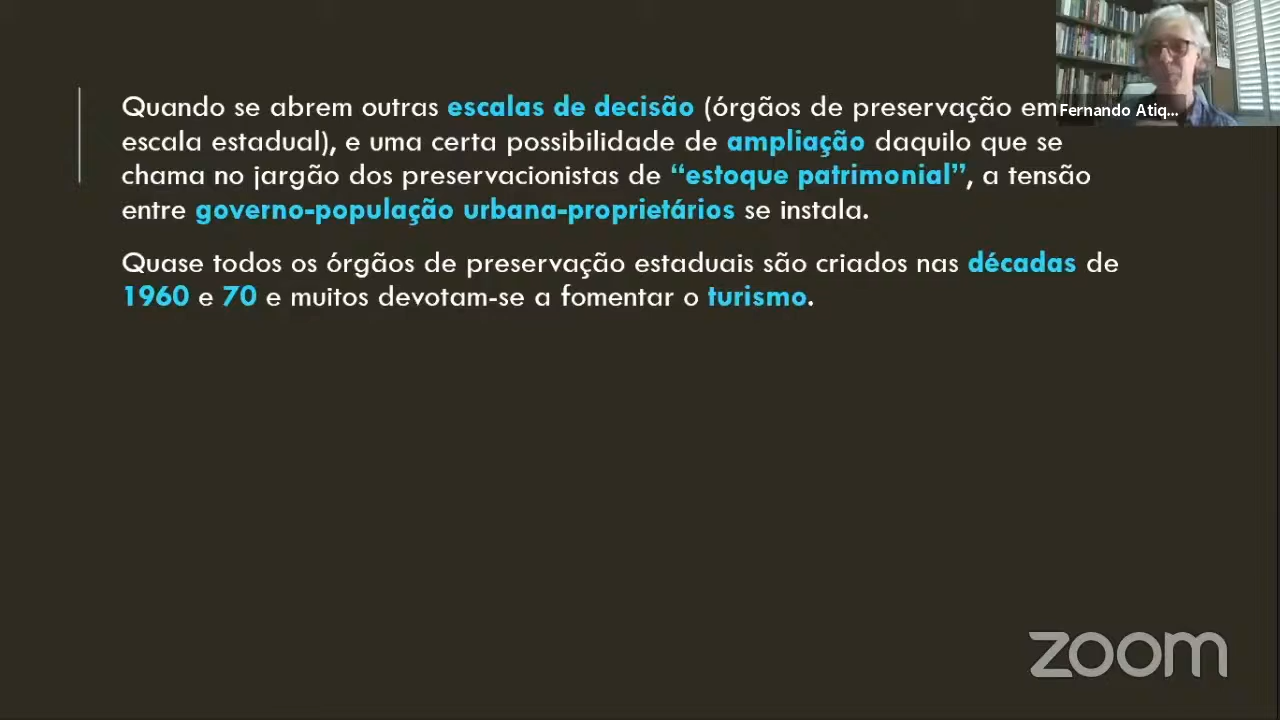 Quando se abrem outras escalas de decisão (órgãos de preservação em
escala estadual), e uma certa possibilidade de ampliação daquilo que se
chama no jargão dos preservacionistas de “estoque patrimonial”, a tensão
entre governo-população urbana-proprietários se instala.
Quase todos os órgãos de preservação estaduais são criados nas décadas de
1960 e 70 e muitos devotam-se a fomentar o turismo.
Fernando Atiq...
zoom